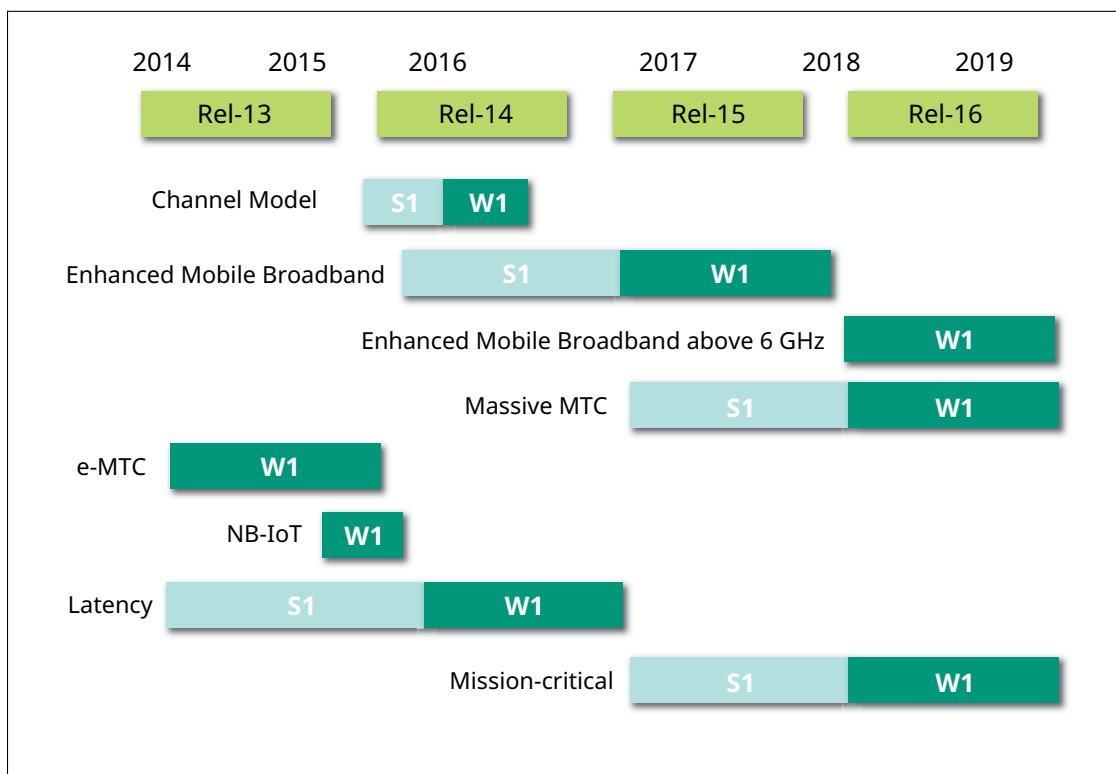 2014 2015 2016 2017 2018 2019
Rel-13 Rel-14 Rel-15 Rel-16
Channel Model S1 W1
Enhanced Mobile Broadband S1 W1
Enhanced Mobile Broadband above 6 GHz W1
Massive MTC S1 W1
e-MTC W1
NB-IoT W1
Latency S1 W1
Mission-critical S1 W1